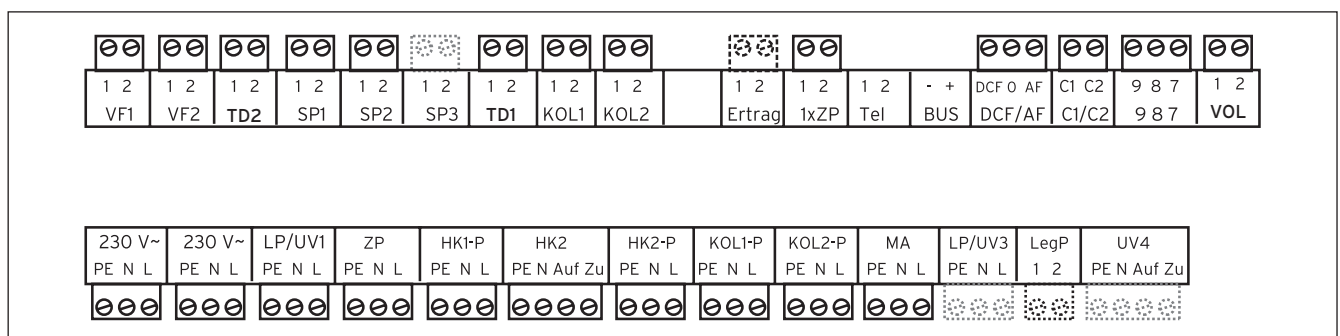 1 2 1 2 1 2 1 2 1 2 1 2 1 2 1 2 1 2 1 2 1 2 1 2 - + DCF O AF C1 C2 9 8 7 1 2
VF1 VF2 TD2 SP1 SP2 SP3 TD1 KOL1 KOL2 Ertrag 1xZP Tel BUS DCF/AF C1/C2 9 8 7 VOL
230 V~ 230 V~ LP/UV1 ZP HK1-P HK2 HK2-P KOL1-P KOL2-P MA LP/UV3 LegP UV4
PE N L PE N L PE N L PE N L PE N L PE N Auf Zu PE N L PE N L PE N L PE N L PE N L 1 2 PE N Auf Zu